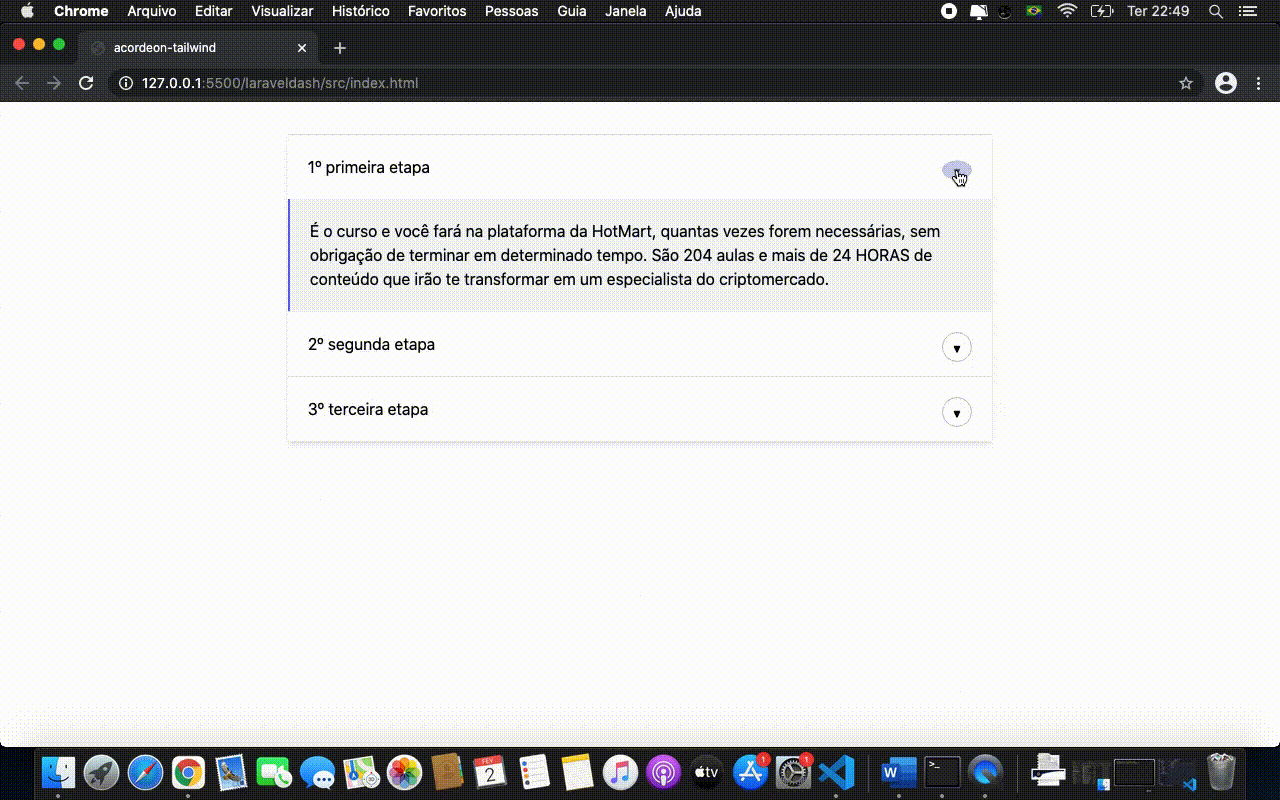 Chrome Arquivo Editar Visualizar Histórico Favoritos Pessoas Guia Janela Ajuda Ter 22:49
acordeon-tailwind
127.0.0.1:5500/laraveldash/src/index.html
1º primeira etapa
É o curso e você fará na plataforma da HotMart, quantas vezes forem necessárias, sem
obrigação de terminar em determinado tempo. São 204 aulas e mais de 24 HORAS de
conteúdo que irão te transformar em um especialista do criptomercado.
2º segunda etapa
3º terceira etapa
FEV
2
tv
1
1
W